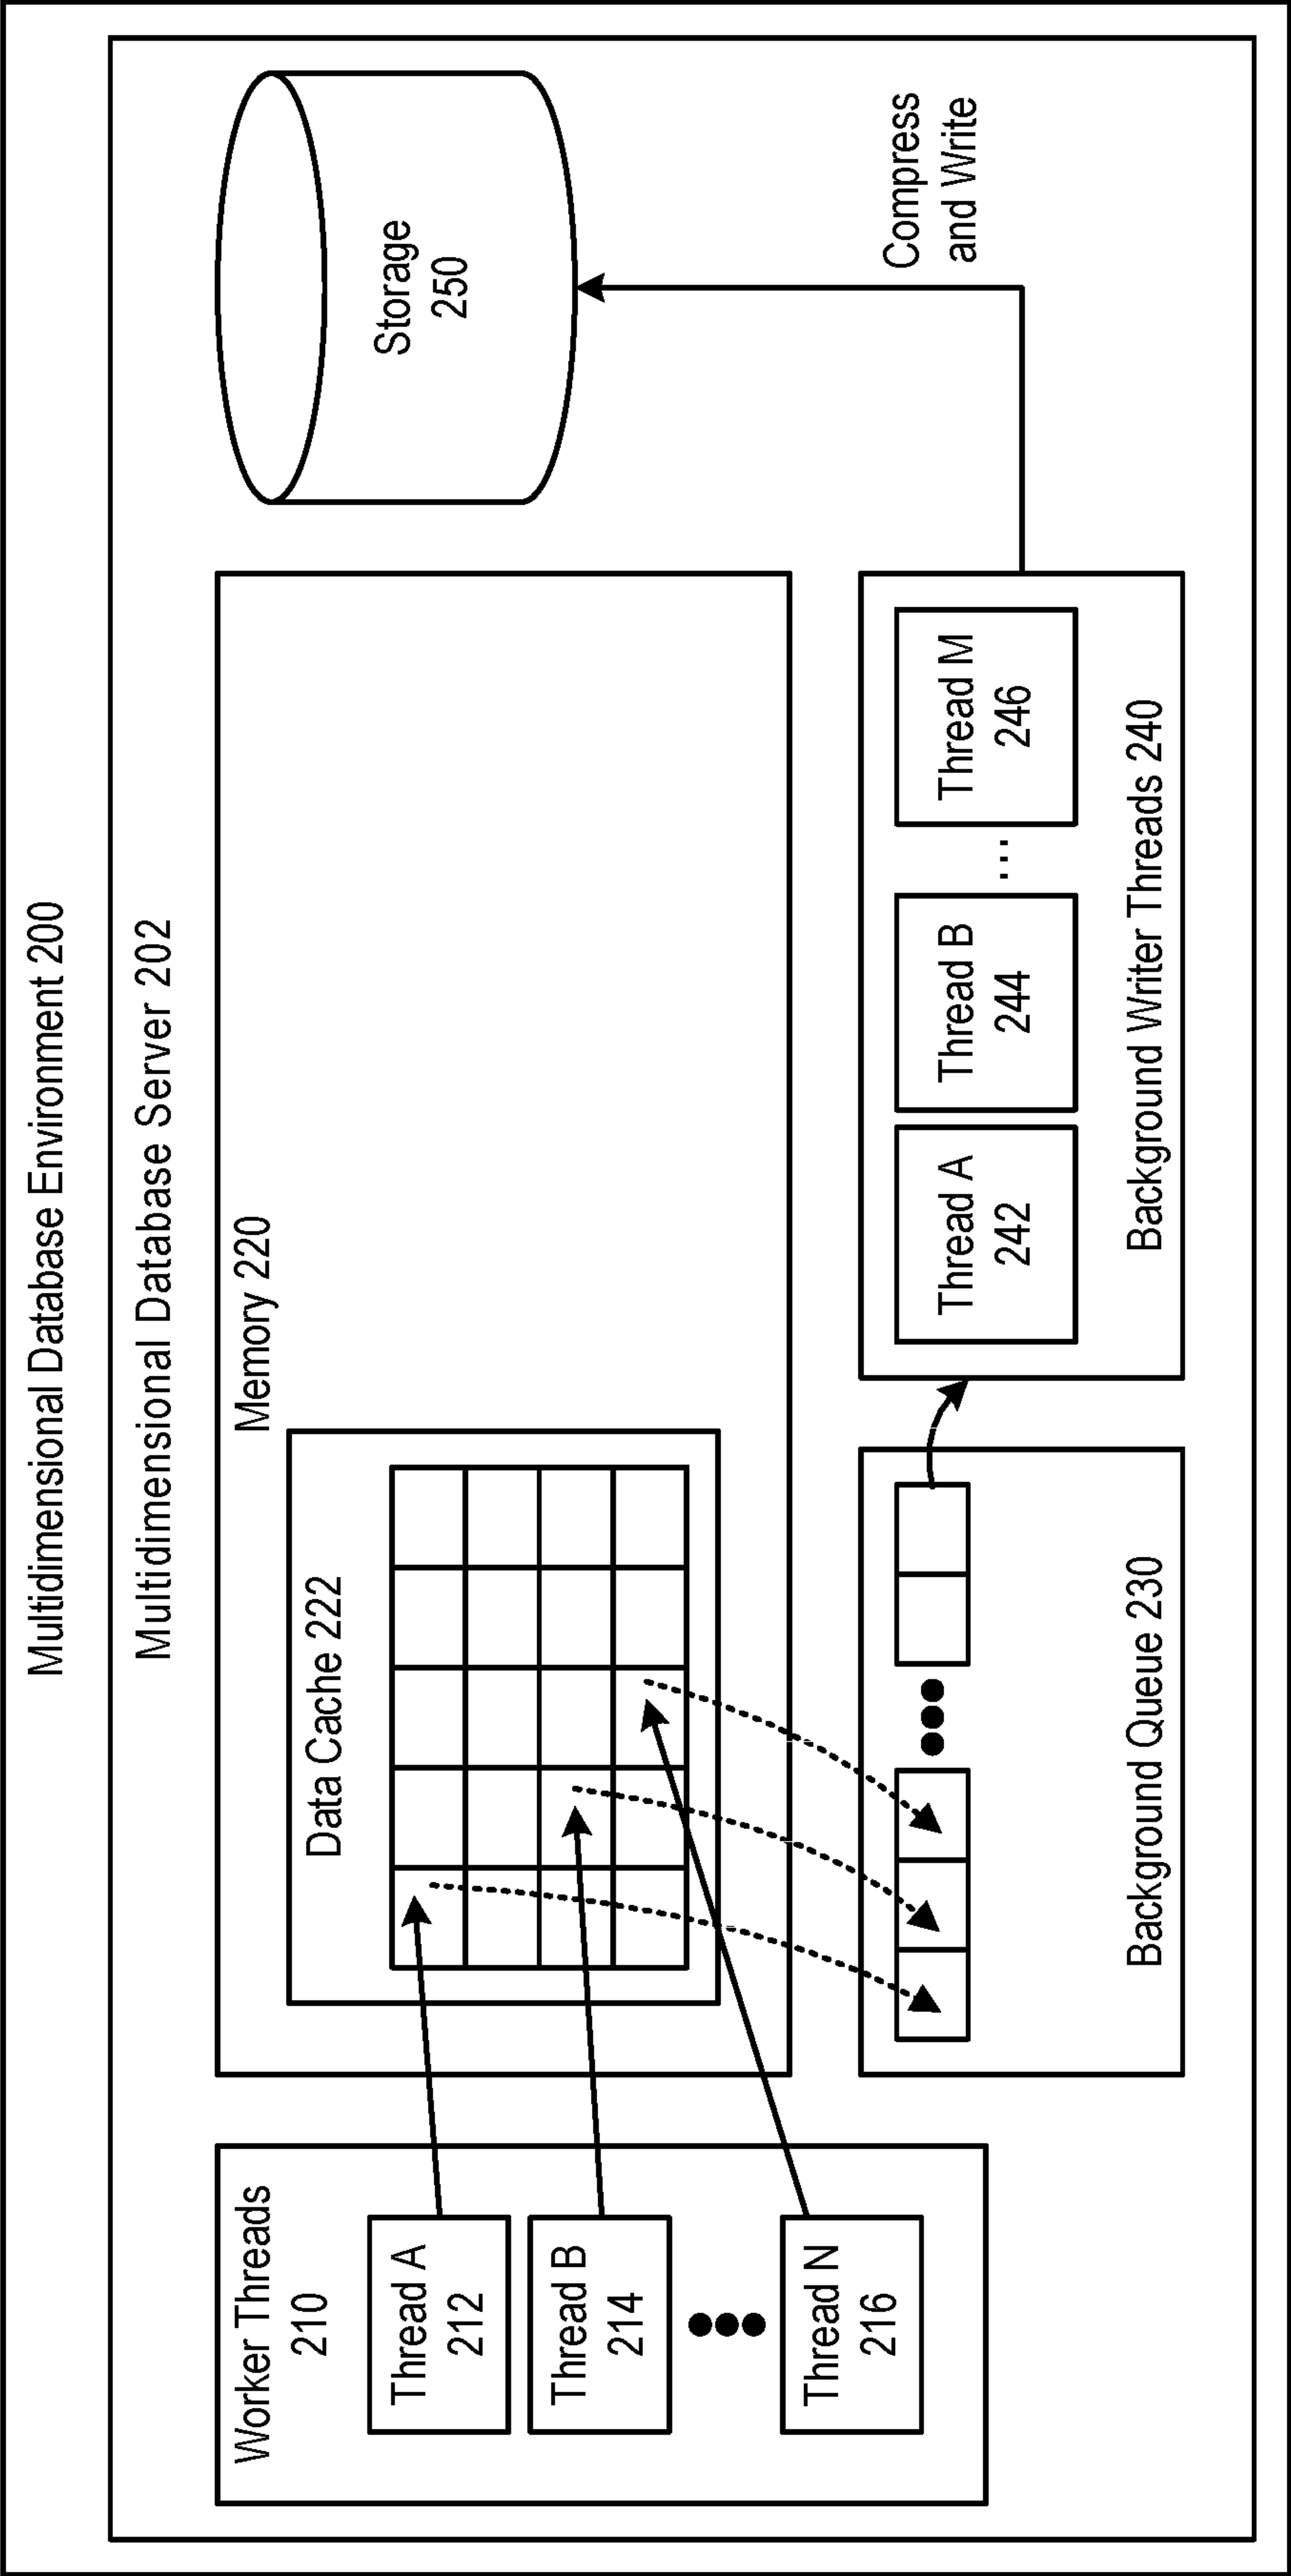 Multidimensional Database Environment 200
Multidimensional Database Server 202
Worker Threads
210
Thread A
212
Thread B
214
Thread N
216
Memory 220
Data Cache 222
Storage
250
Background Queue 230
Thread A
242
Thread B
244
...
Thread M
246
Background Writer Threads 240
Compress
and Write